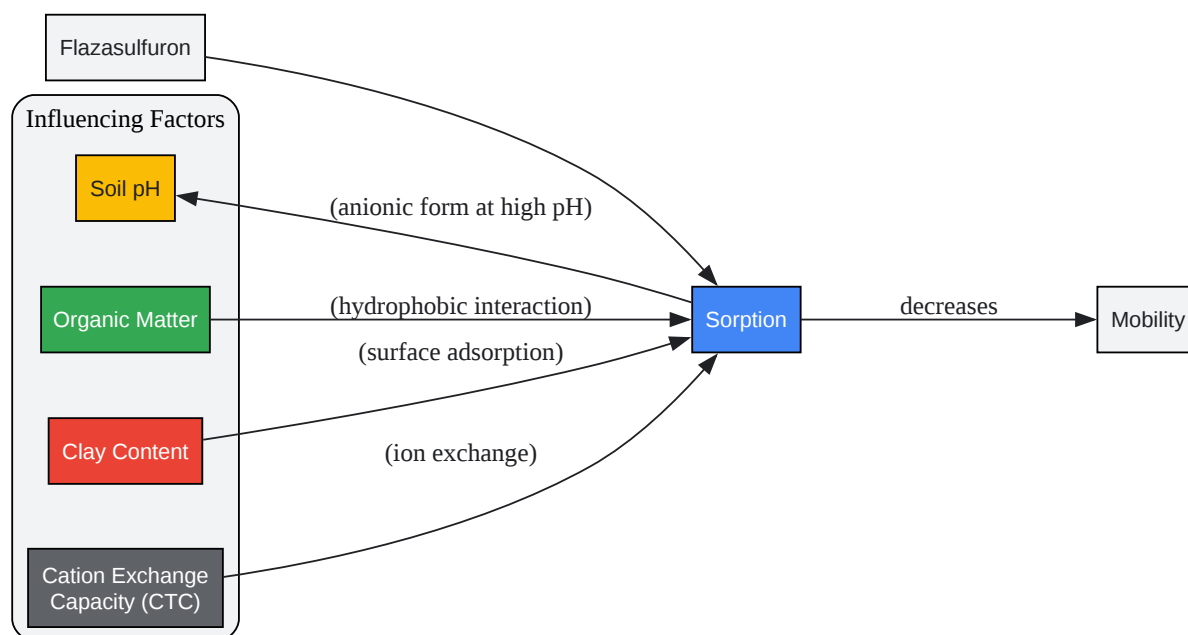 Flazasulfuron
Influencing Factors
Soil pH
(anionic form at high pH)
Organic Matter
(hydrophobic interaction)
Sorption
decreases
Mobility
(surface adsorption)
Clay Content
(ion exchange)
Cation Exchange
Capacity (CTC)